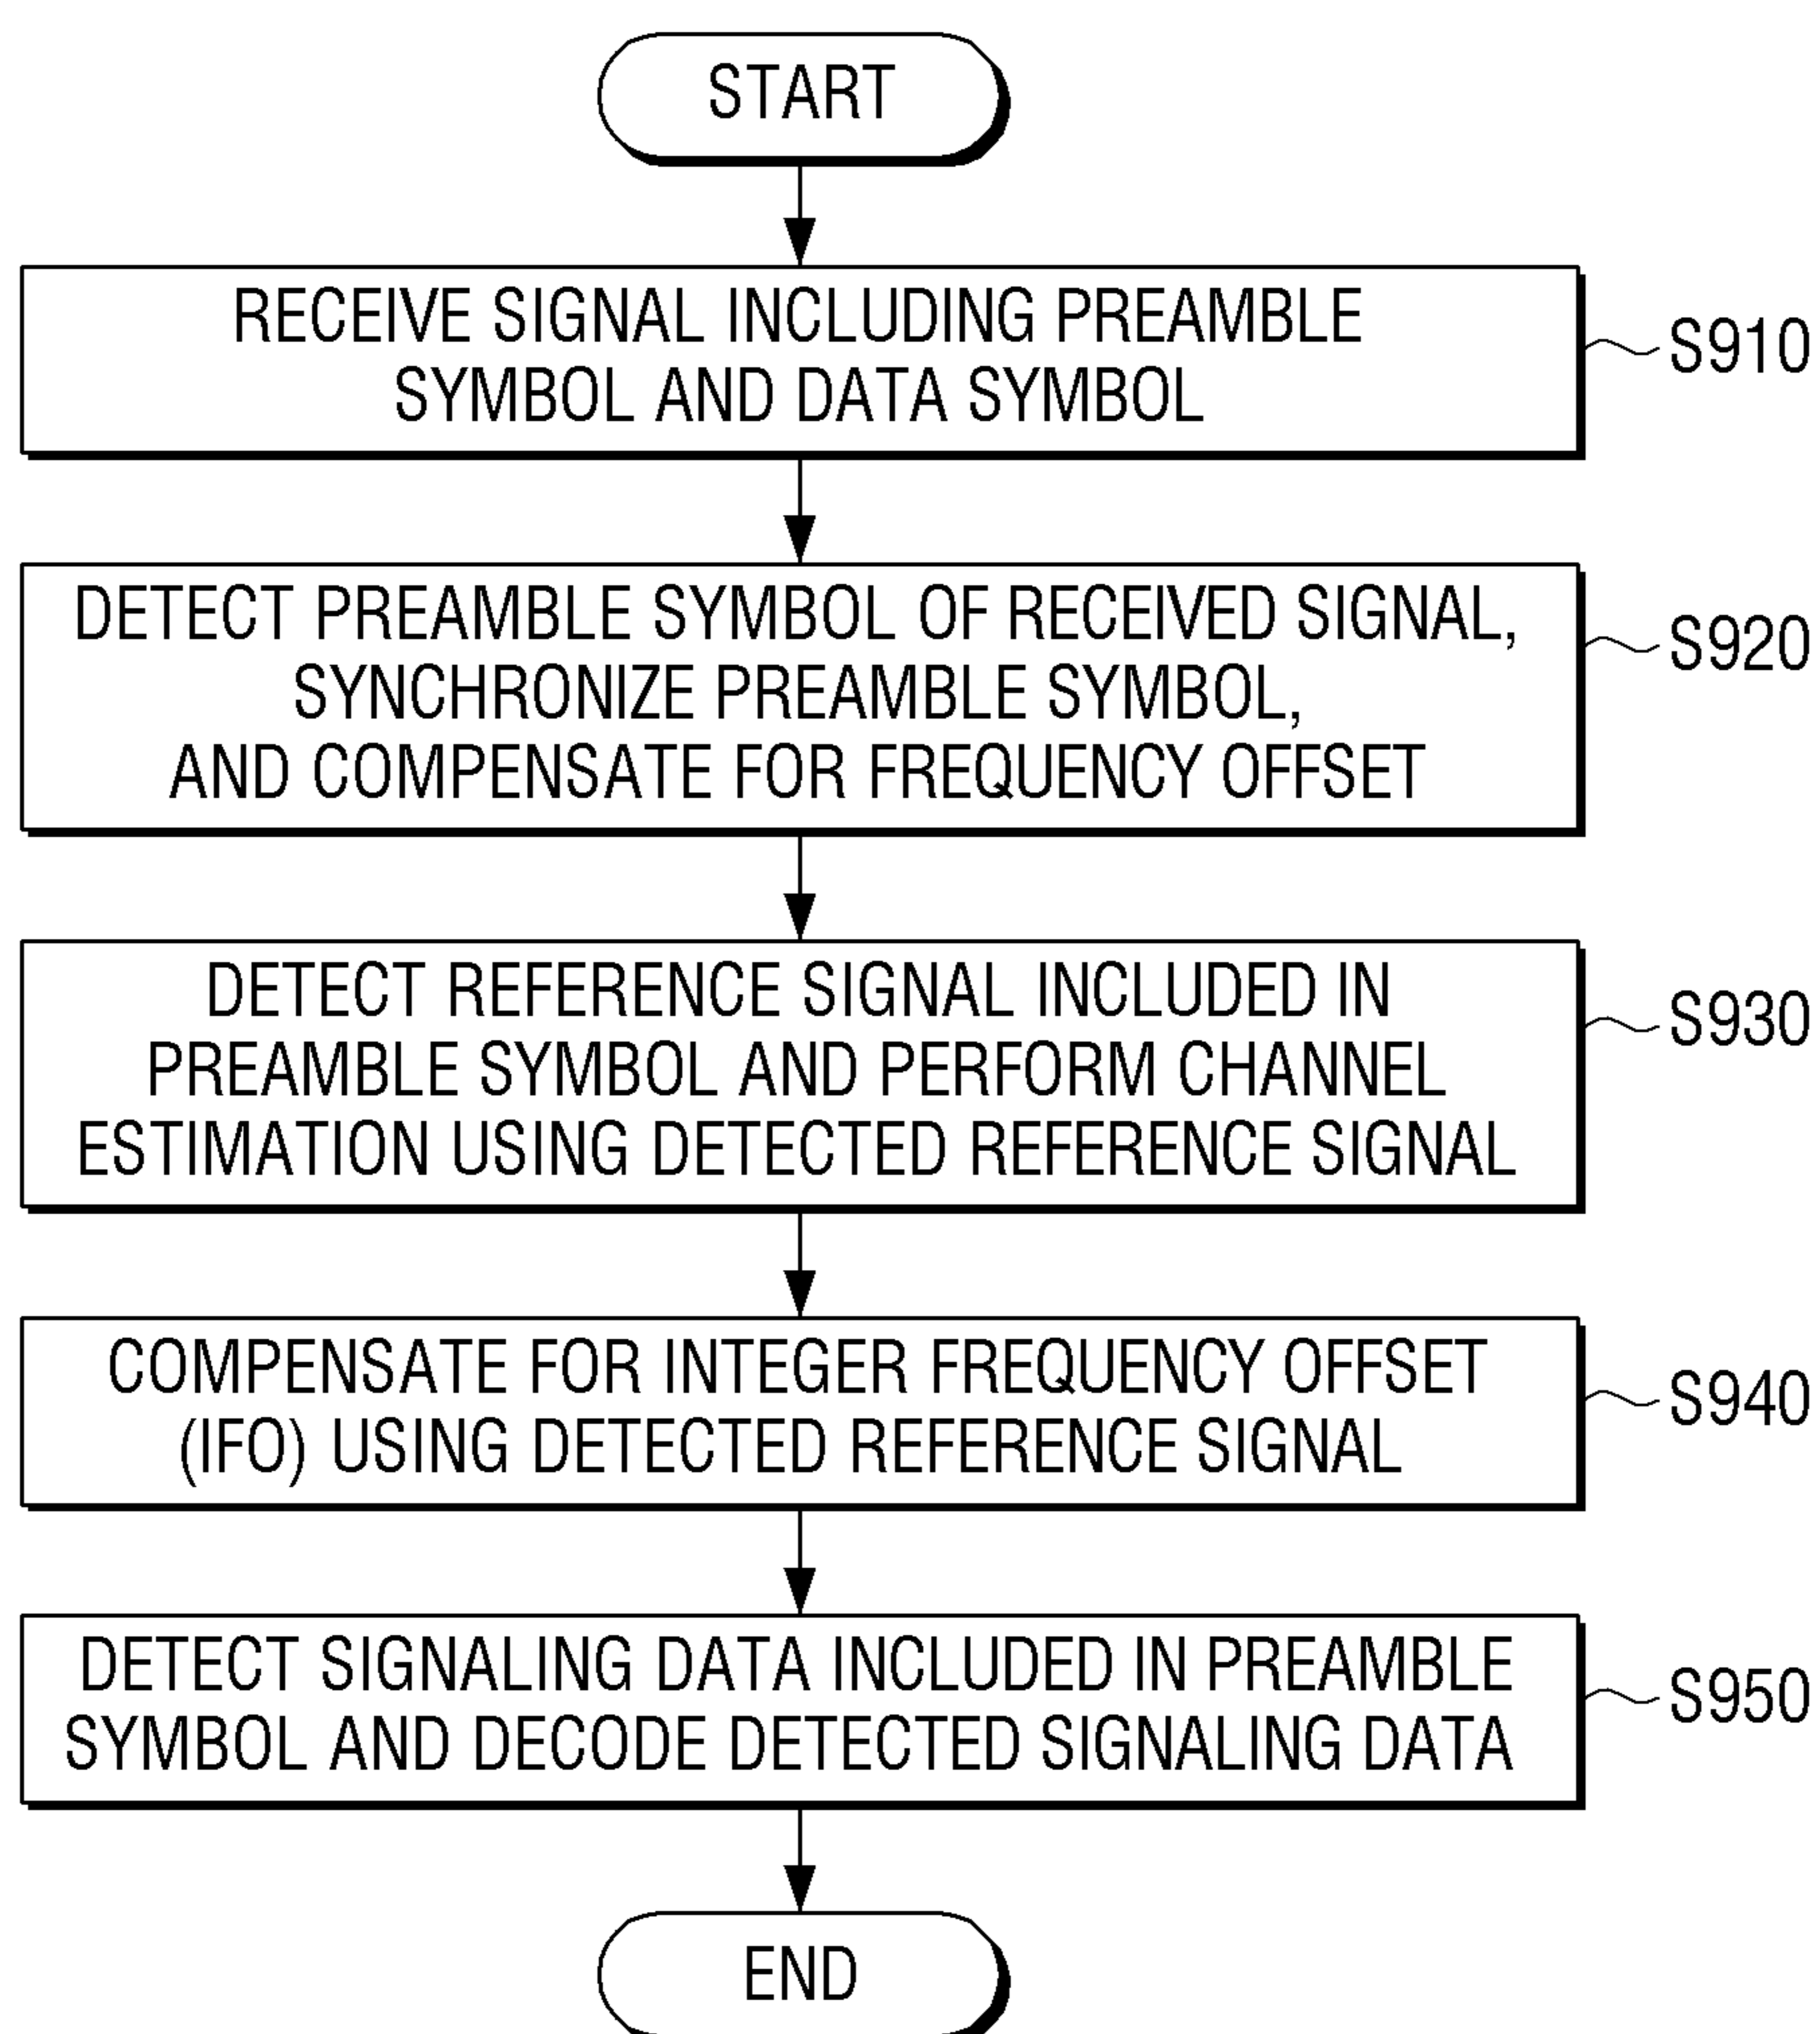 START
RECEIVE SIGNAL INCLUDING PREAMBLE
SYMBOL AND DATA SYMBOL
S910
DETECT PREAMBLE SYMBOL OF RECEIVED SIGNAL,
SYNCHRONIZE PREAMBLE SYMBOL,
AND COMPENSATE FOR FREQUENCY OFFSET
S920
DETECT REFERENCE SIGNAL INCLUDED IN
PREAMBLE SYMBOL AND PERFORM CHANNEL
ESTIMATION USING DETECTED REFERENCE SIGNAL
S930
COMPENSATE FOR INTEGER FREQUENCY OFFSET
(IFO) USING DETECTED REFERENCE SIGNAL
S940
DETECT SIGNALING DATA INCLUDED IN PREAMBLE
SYMBOL AND DECODE DETECTED SIGNALING DATA
S950
END